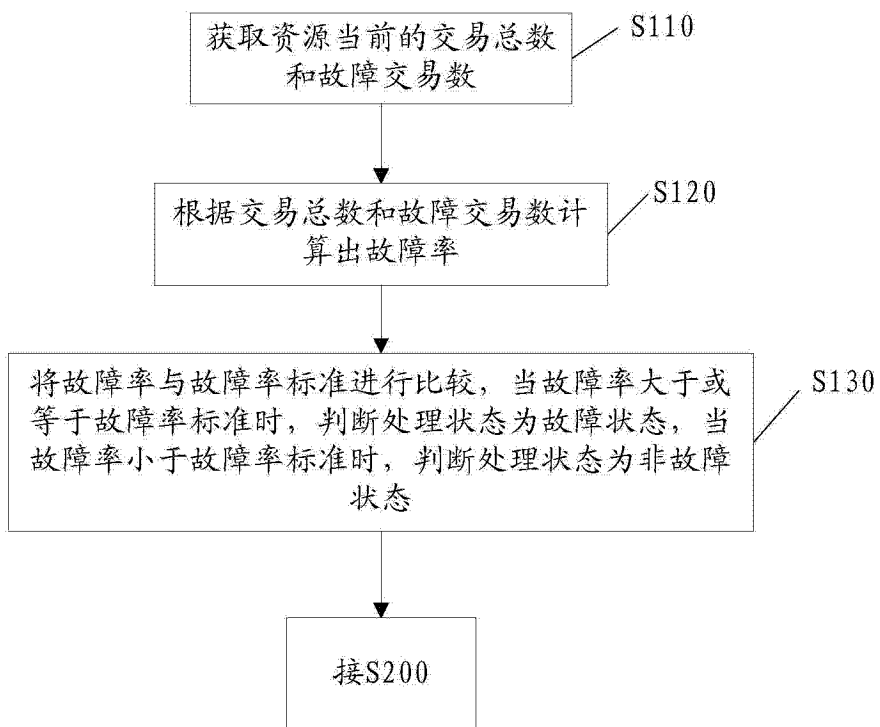 获取资源当前的交易总数
和故障交易数
S110
根据交易总数和故障交易数计
算出故障率
S120
将故障率与故障率标准进行比较，当故障率大于或
等于故障率标准时，判断处理状态为故障状态，当
故障率小于故障率标准时，判断处理状态为非故障
状态
S130
接S200